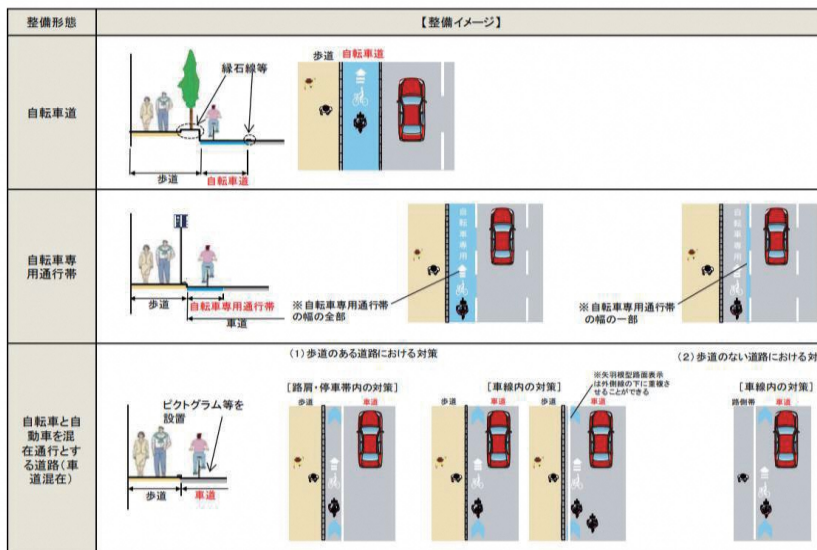 整備形態
【整備イメージ】
自転車道
縁石線等
歩道
自転車道
歩道 自転車道
自転車専
用通行帯
歩道
自転車専用通行帯
車道
※自転車専用通行帯
の幅の全部
自転車専用
※自転車専用通行帯
の幅の一部
自転車専用
自転車と自
動車を混
在通行とす
る道路(車
道混在)
ピクトグラム等を
設置
歩道
車道
(1)歩道のある道路における対策
[路肩・停車帯内の対策]
歩道 車道
[車線内の対策]
歩道 車道
※矢羽根型路面表示
は外側線の下に重複さ
せることができる
歩道 車道
(2)歩道のない道路における対
[車線内の対策]
路側帯 車道